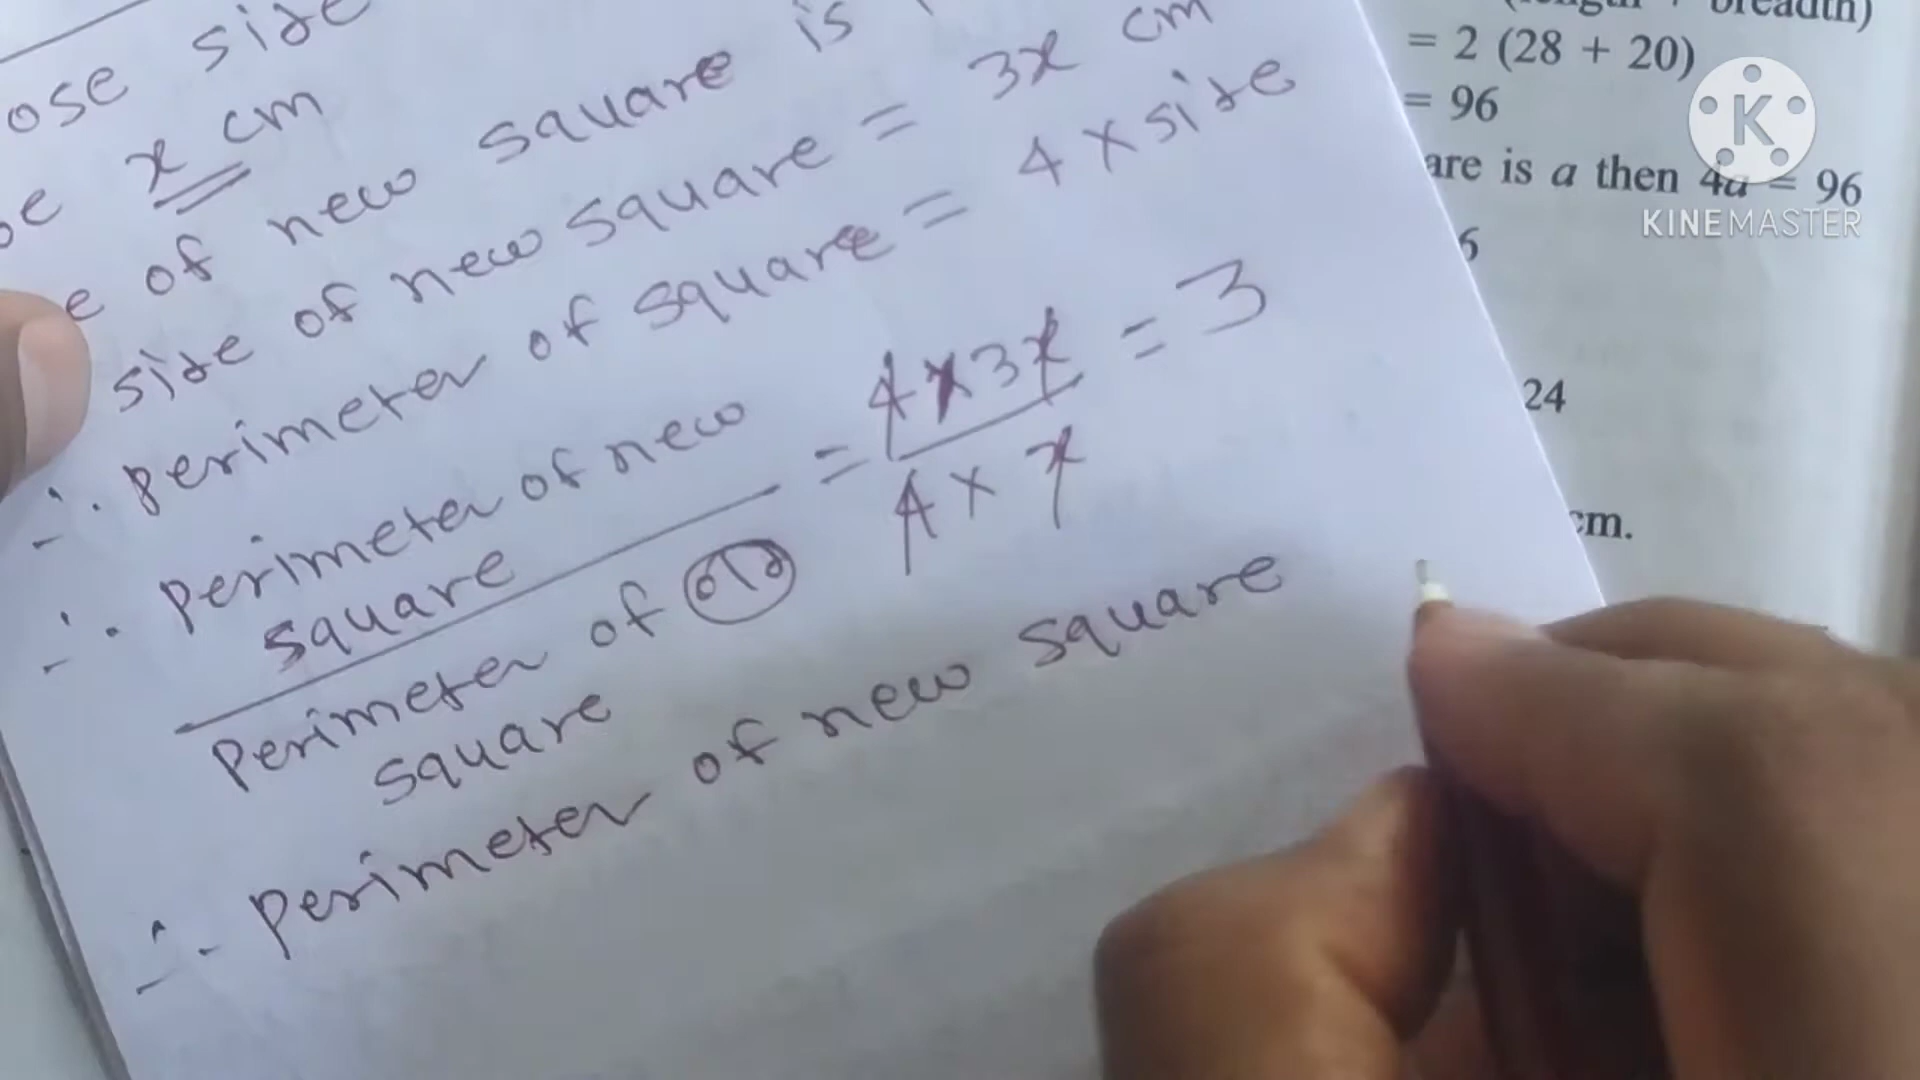 ose side
be x cm
e of new square is
side of new square = 3x cm
∴ perimeter of square = 4 × side
∴ perimeter of new square / Perimeter of old square = 4×3x / 4×x = 3
∴ perimeter of new square
breadth)
= 2 (28 + 20)
= 96
are is a then 4a = 96
6
24
cm.
K
KINEMASTER